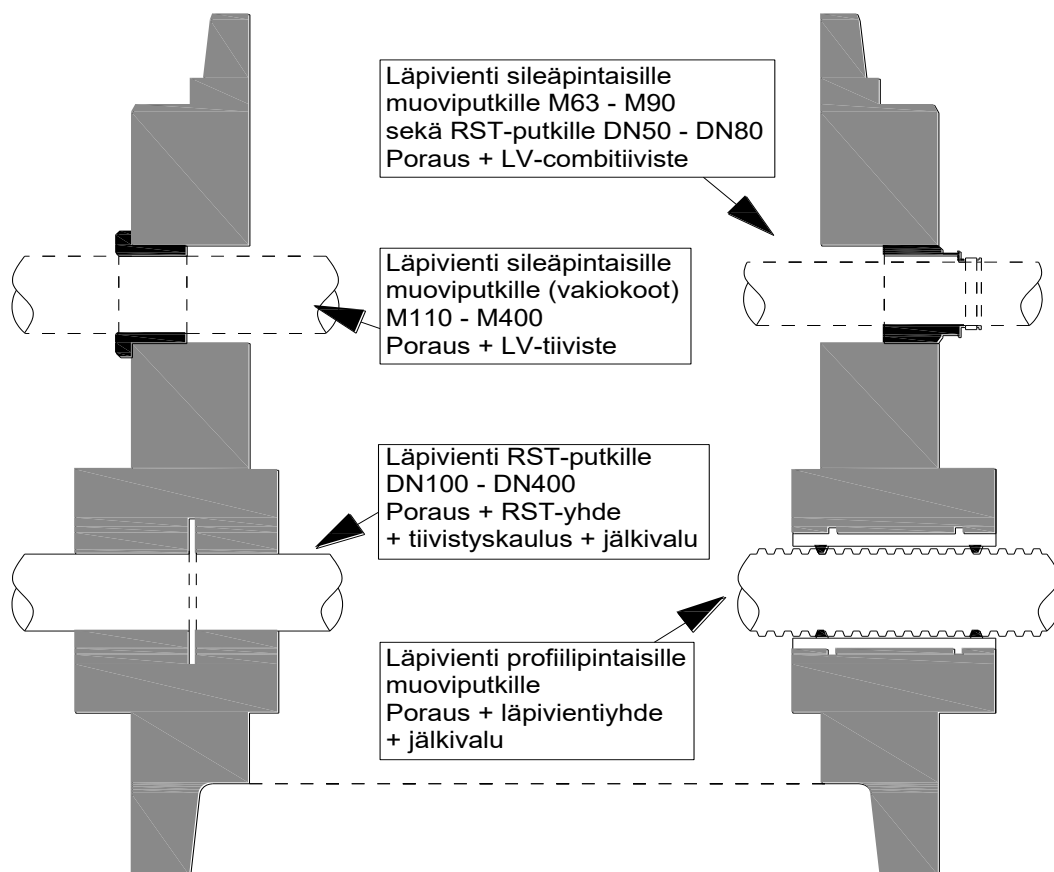 Läpivienti sileäpintaisille
muoviputkille M63 - M90
sekä RST-putkille DN50 - DN80
Poraus + LV-combitiiviste
Läpivienti sileäpintaisille
muoviputkille (vakiokoot)
M110 - M400
Poraus + LV-tiiviste
Läpivienti RST-putkille
DN100 - DN400
Poraus + RST-yhde
+ tiivistyskaulus + jälkivalu
Läpivienti profiilipintaisille
muoviputkille
Poraus + läpivientiyhde
+ jälkivalu